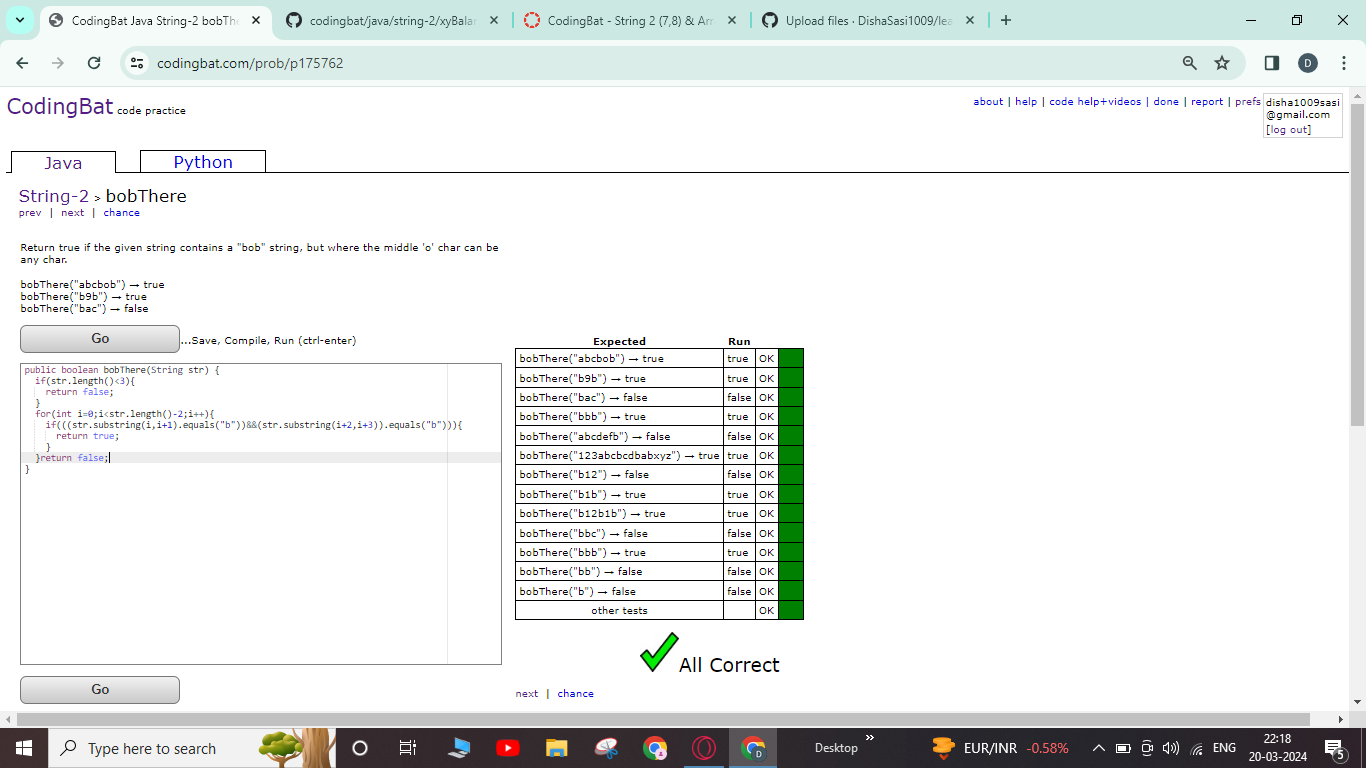 CodingBat Java String-2 bobThe
codingbat/java/string-2/xyBala
CodingBat - String 2 (7,8) & Arr
Upload files · DishaSasi1009/lea
codingbat.com/prob/p175762
D
CodingBat code practice
about | help | code help+videos | done | report | prefs
disha1009sasi
@gmail.com
[log out]
Java
Python
String-2 > bobThere
prev | next | chance
Return true if the given string contains a "bob" string, but where the middle 'o' char can be
any char.
bobThere("abcbob") → true
bobThere("b9b") → true
bobThere("bac") → false
Go
...Save, Compile, Run (ctrl-enter)
public boolean bobThere(String str) {
if(str.length()<3){
return false;
}
for(int i=0;i<str.length()-2;i++){
if(((str.substring(i,i+1).equals("b"))&&(str.substring(i+2,i+3)).equals("b"))){
return true;
}
}return false;
}
Go
Expected Run
bobThere("abcbob") → true true OK
bobThere("b9b") → true true OK
bobThere("bac") → false false OK
bobThere("bbb") → true true OK
bobThere("abcdefb") → false false OK
bobThere("123abcbcdbabxyz") → true true OK
bobThere("b12") → false false OK
bobThere("b1b") → true true OK
bobThere("b12b1b") → true true OK
bobThere("bbc") → false false OK
bobThere("bbb") → true true OK
bobThere("bb") → false false OK
bobThere("b") → false false OK
other tests OK
All Correct
next | chance
Type here to search
D
Desktop
»
EUR/INR -0.58%
ENG
22:18
20-03-2024
5